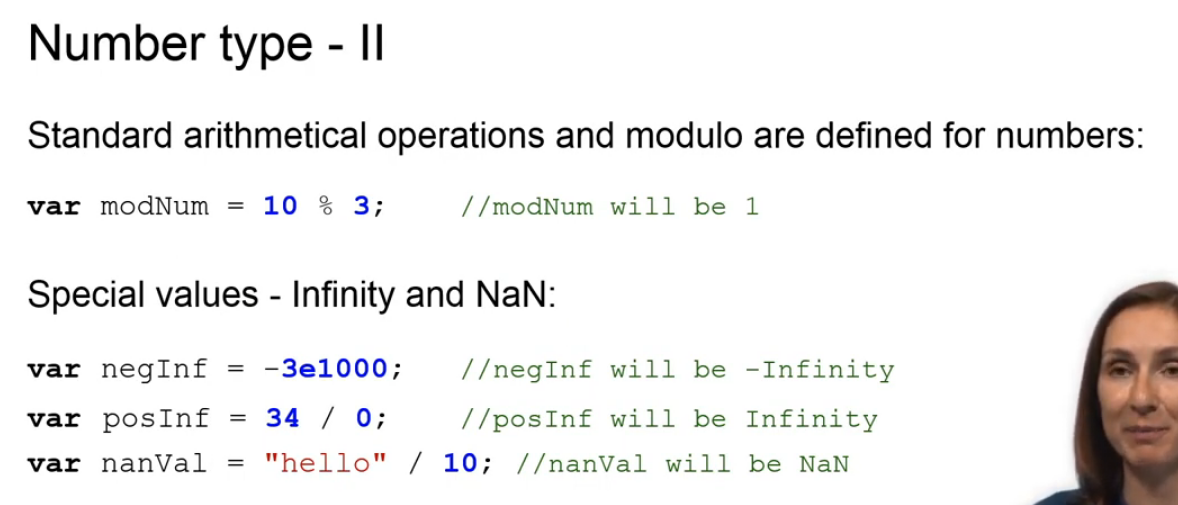 Number type - II
Standard arithmetical operations and modulo are defined for numbers:
var modNum = 10 % 3; //modNum will be 1
Special values - Infinity and NaN:
var negInf = -3e1000; //negInf will be -Infinity
var posInf = 34 / 0; //posInf will be Infinity
var nanVal = "hello" / 10; //nanVal will be NaN